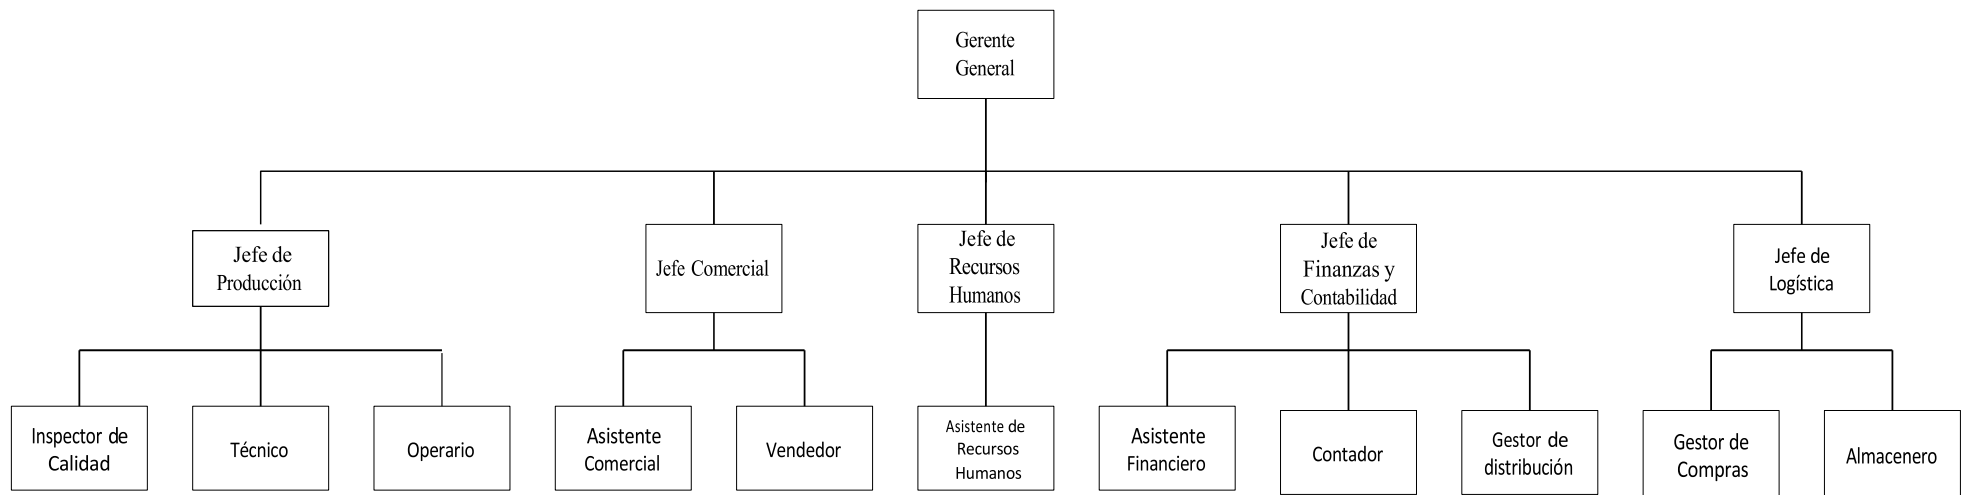 Gerente
General
Jefe de
Producción
Jefe Comercial
Jefe de
Recursos
Humanos
Jefe de
Finanzas y
Contabilidad
Jefe de
Logística
Inspector de
Calidad
Técnico
Operario
Asistente
Comercial
Vendedor
Asistente de
Recursos
Humanos
Asistente
Financiero
Contador
Gestor de
distribución
Gestor de
Compras
Almacenero